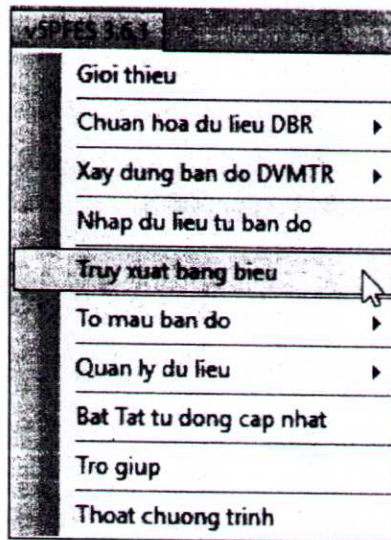 vSPFES 3.6.1
Gioi thieu
Chuan hoa du lieu DBR
Xay dung ban do DVMTR
Nhap du lieu tu ban do
Truy xuat bang bieu
To mau ban do
Quan ly du lieu
Bat Tat tu dong cap nhat
Tro giup
Thoat chuong trinh